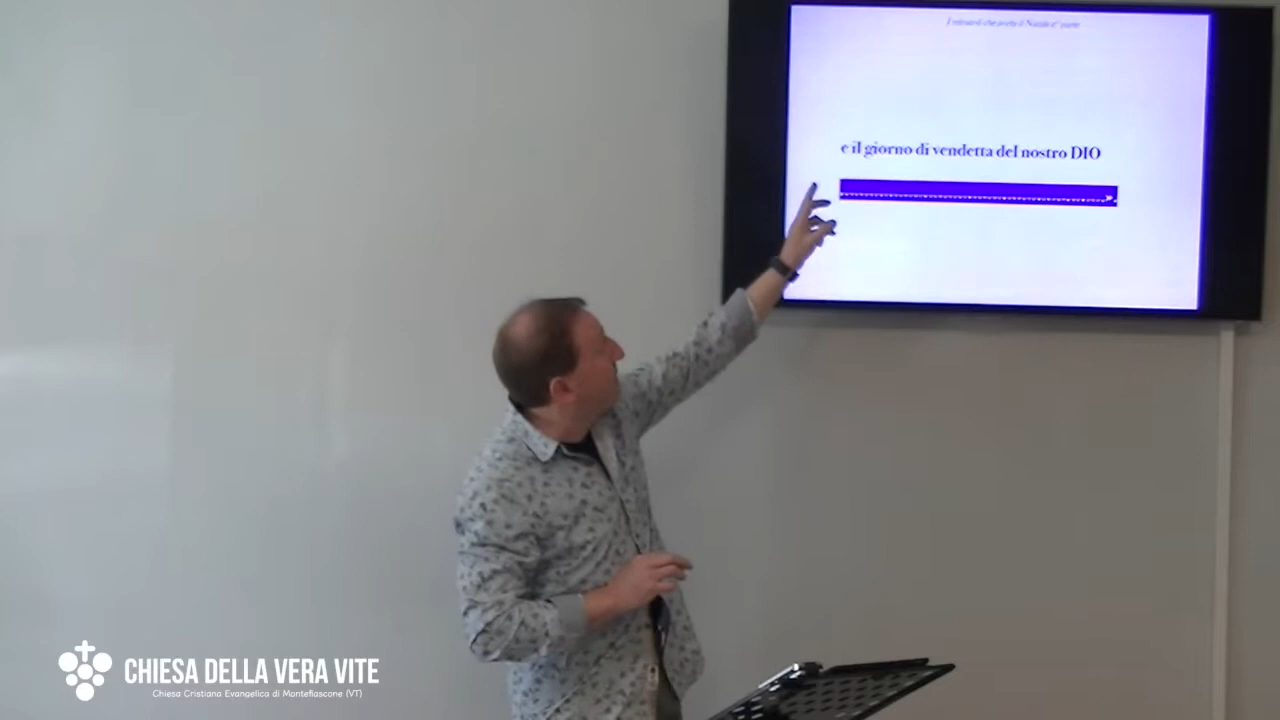 e il giorno di vendetta del nostro DIO
CHIESA DELLA VERA VITE
Chiesa Cristiana Evangelica di Montefiascone (VT)